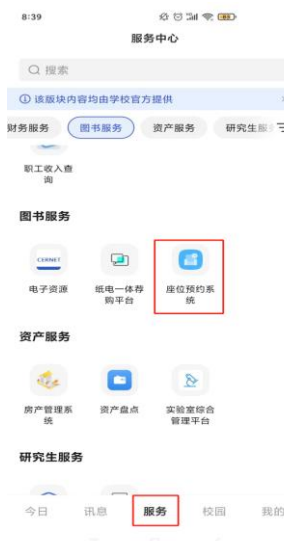 8:39
服务中心
搜索
该版块内容均由学校官方提供
财务服务 图书服务 资产服务 研究生服
职工收入查
询
图书服务
CERNET
电子资源 纸电一体荐 座位预约系
购平台 统
资产服务
房产管理系 资产盘点 实验室综合
统 管理平台
研究生服务
今日 讯息 服务 校园 我的